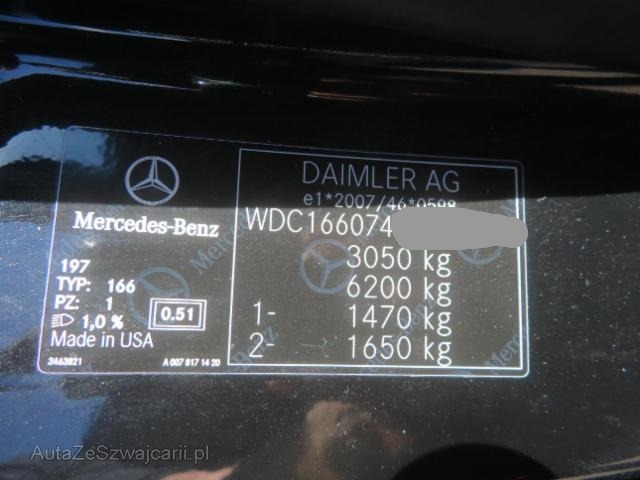 Mercedes-Benz
197
TYP: 166
PZ: 1
1,0 %
0.51
Made in USA
3463821
A 007 817 14 20
DAIMLER AG
e1*2007/46*0598
WDC166074
3050 kg
6200 kg
1- 1470 kg
2- 1650 kg
AutaZeSzwajcarii.pl